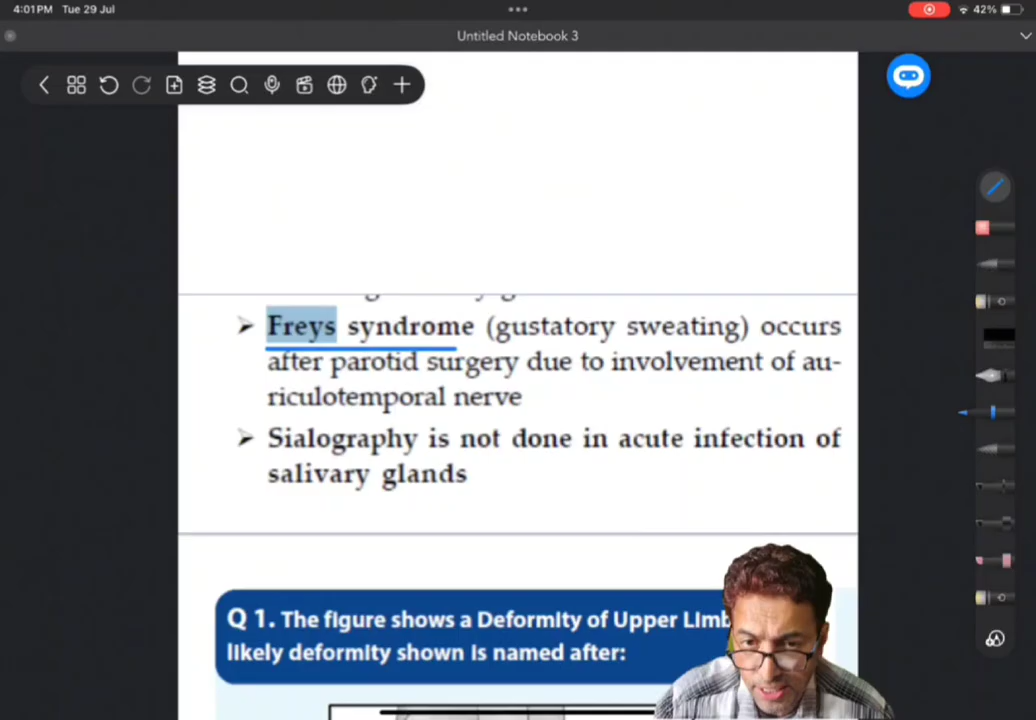 4:01 PM Tue 29 Jul
42%
Untitled Notebook 3
➢ Freys syndrome (gustatory sweating) occurs
after parotid surgery due to involvement of au-
riculotemporal nerve
➢ Sialography is not done in acute infection of
salivary glands
Q 1. The figure shows a Deformity of Upper Limb
likely deformity shown is named after: